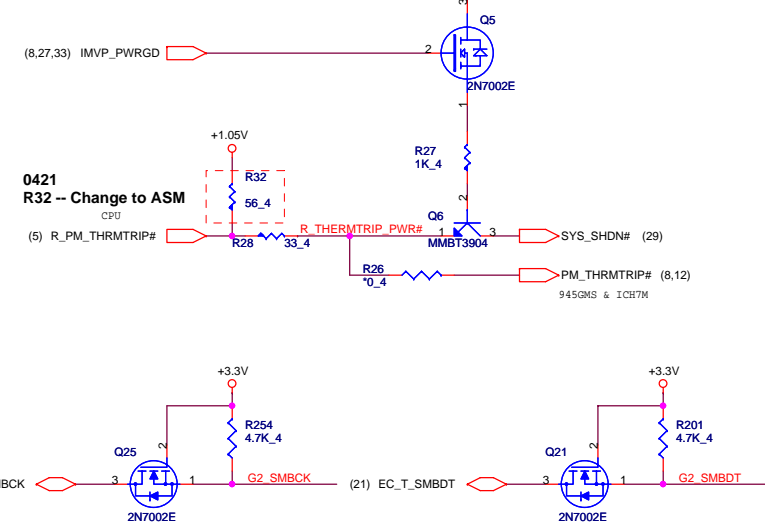 3
Q5
(8,27,33) IMVP_PWRGD
2
2N7002E
1
+1.05V
R27
1K_4
0421
R32 -- Change to ASM
R32
56_4
CPU
2
Q6
(5) R_PM_THRMTRIP#
R_THERMTRIP_PWR#
1
3
SYS_SHDN# (29)
R28
33_4
MMBT3904
R26
*0_4
PM_THRMTRIP# (8,12)
945GMS & ICH7M
+3.3V
+3.3V
R254
4.7K_4
R201
4.7K_4
Q25
2
Q21
2
MBCK
3
1
G2_SMBCK
(21) EC_T_SMBDT
3
1
G2_SMBDT
2N7002E
2N7002E